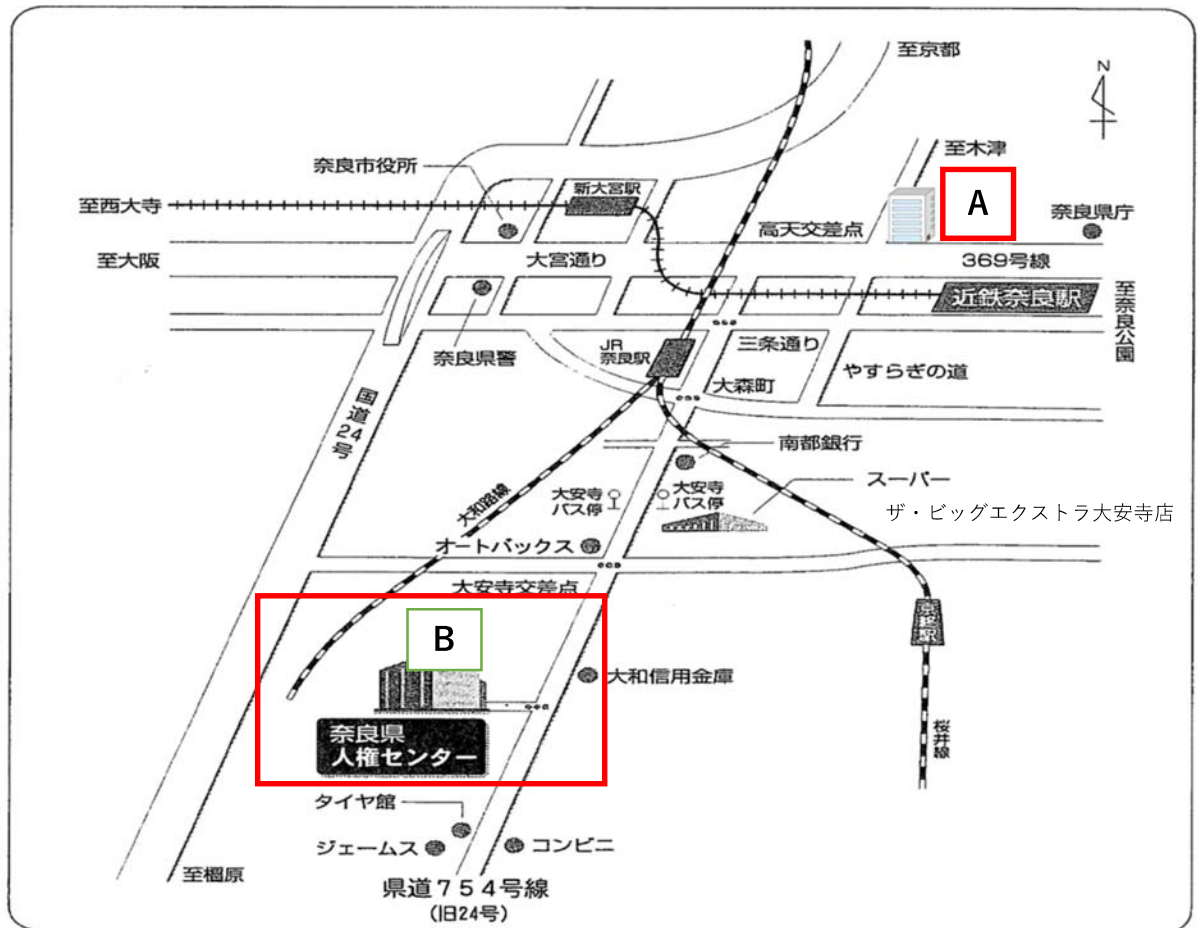 至京都
N
至木津
奈良市役所
新大宮駅
A
奈良県庁
至西大寺
高天交差点
至大阪
大宮通り
369号線
近鉄奈良駅
至奈良公園
奈良県警
JR
奈良駅
三条通り
大森町
やすらぎの道
国道24号
南都銀行
大和路線
大安寺
バス停
大安寺
バス停
スーパー
ザ・ビッグエクストラ大安寺店
オートバックス
大安寺交差点
京終駅
B
大和信用金庫
奈良県
人権センター
桜井線
タイヤ館
ジェームス
コンビニ
至橿原
県道754号線
(旧24号)